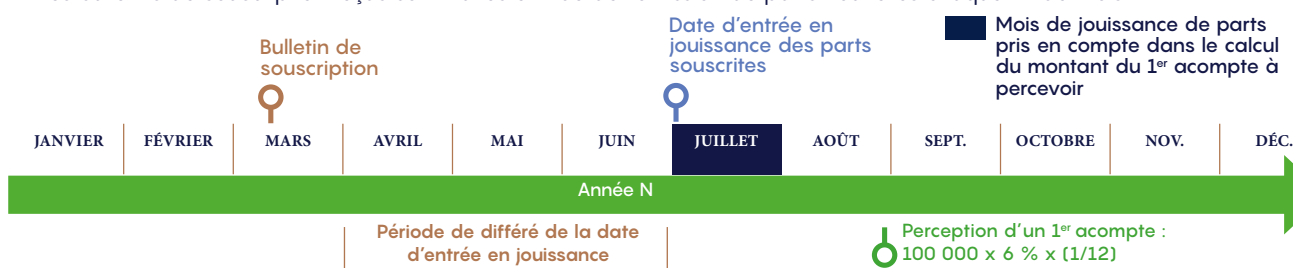 Bulletin de
souscription
Date d’entrée en
jouissance des parts
souscrites
Mois de jouissance de parts
pris en compte dans le calcul
du montant du 1er acompte à
percevoir
JANVIER FÉVRIER MARS AVRIL MAI JUIN JUILLET AOÛT SEPT. OCTOBRE NOV. DÉC.
Année N
Période de différé de la date
d’entrée en jouissance
Perception d’un 1er acompte :
100 000 x 6 % x (1/12)